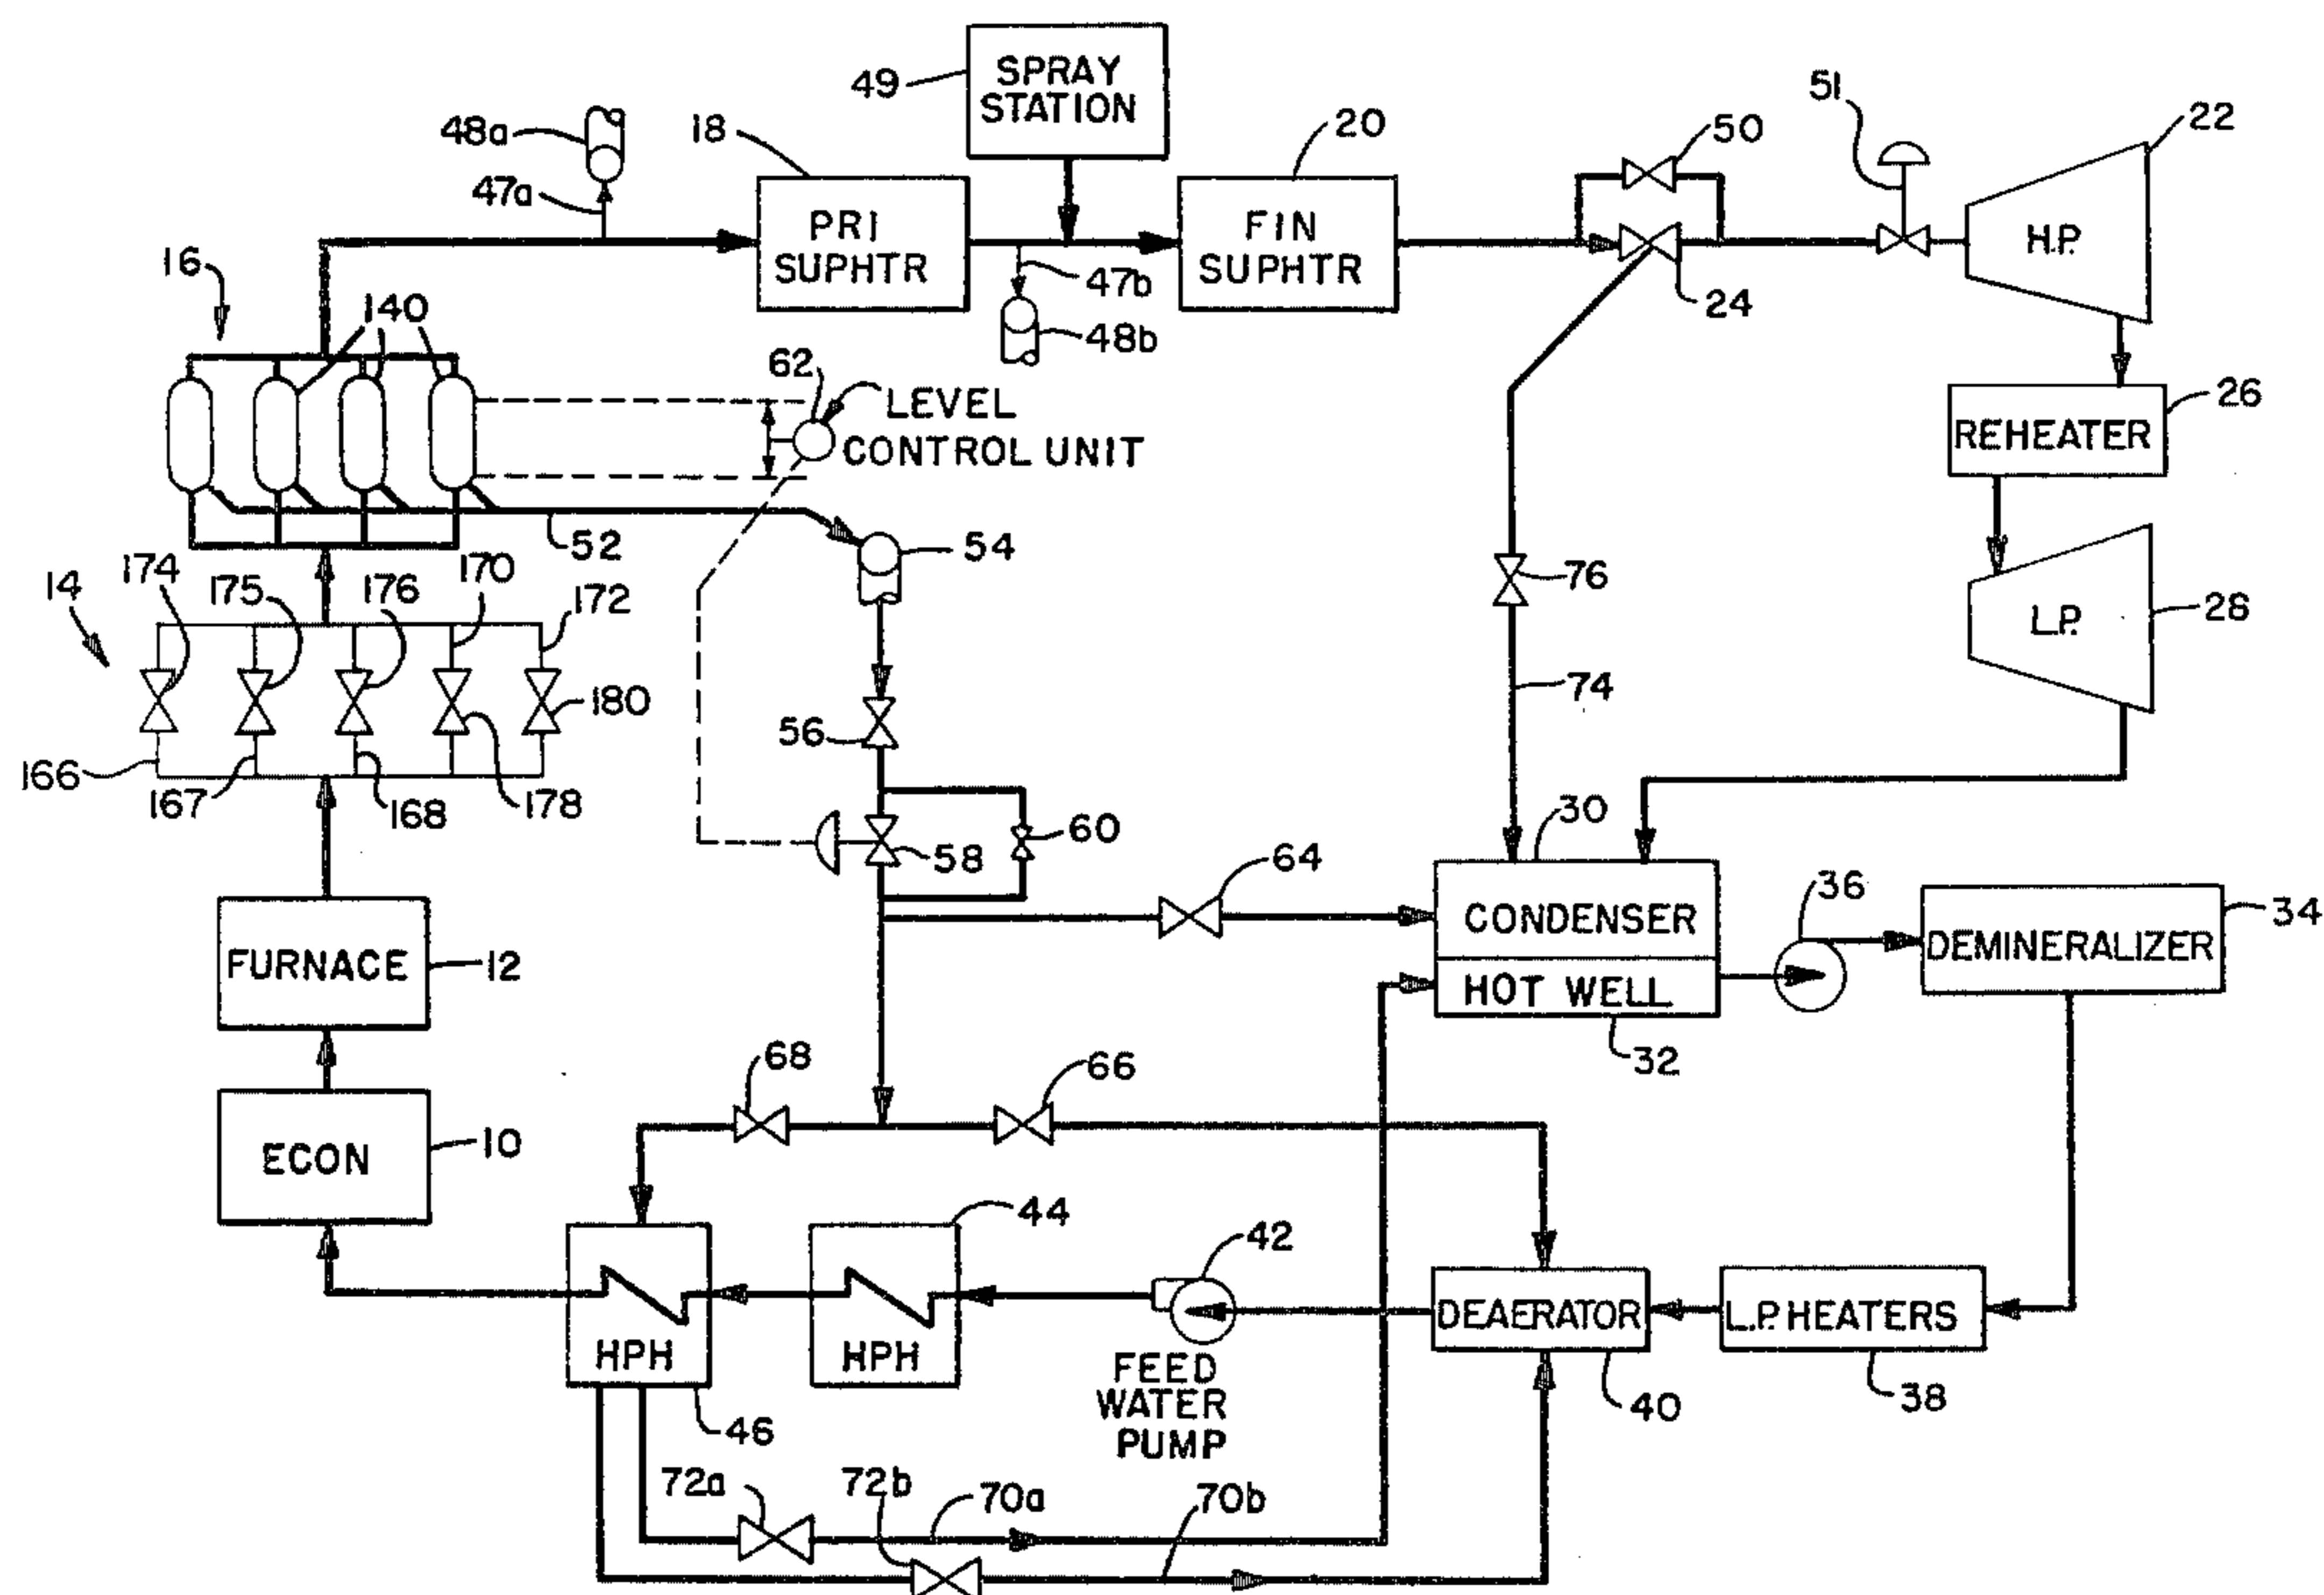 SPRAY
STATION
49
51
50
22
48a
18
20
47a
PRI
SUPHTR
FIN
SUPHTR
H.P.
16
47b
24
140
48b
62
LEVEL
CONTROL UNIT
26
REHEATER
52
54
14
174
175
176
170
172
76
28
L.P.
180
74
56
166
167
168
178
60
58
30
64
36
34
CONDENSER
DEMINERALIZER
FURNACE
12
HOT WELL
32
68
66
ECON
10
44
42
HPH
HPH
DEAERATOR
L.P. HEATERS
FEED
WATER
PUMP
46
40
38
72a
72b
70a
70b